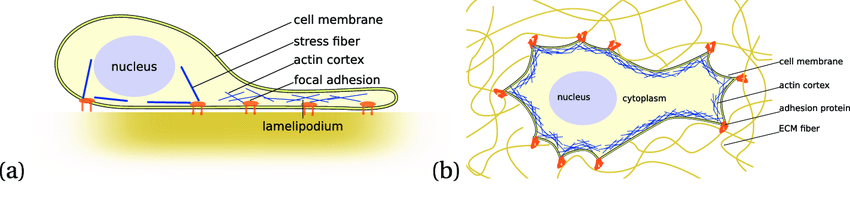 cell membrane
stress fiber
actin cortex
focal adhesion
nucleus
lamelipodium
(a)
cell membrane
actin cortex
adhesion protein
ECM fiber
nucleus
cytoplasm
(b)